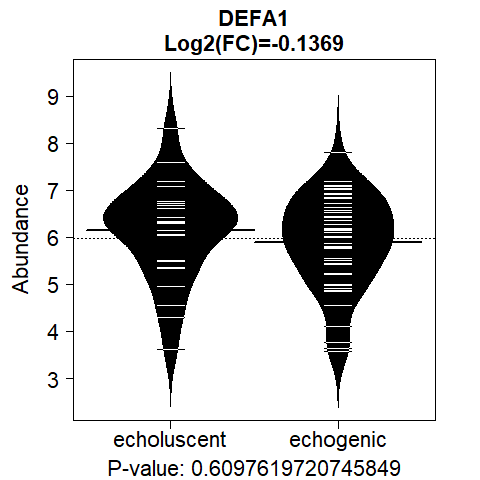 DEFA1
Log2(FC)=-0.1369
Abundance
9
8
7
6
5
4
3
echoluscent echogenic
P-value: 0.6097619720745849